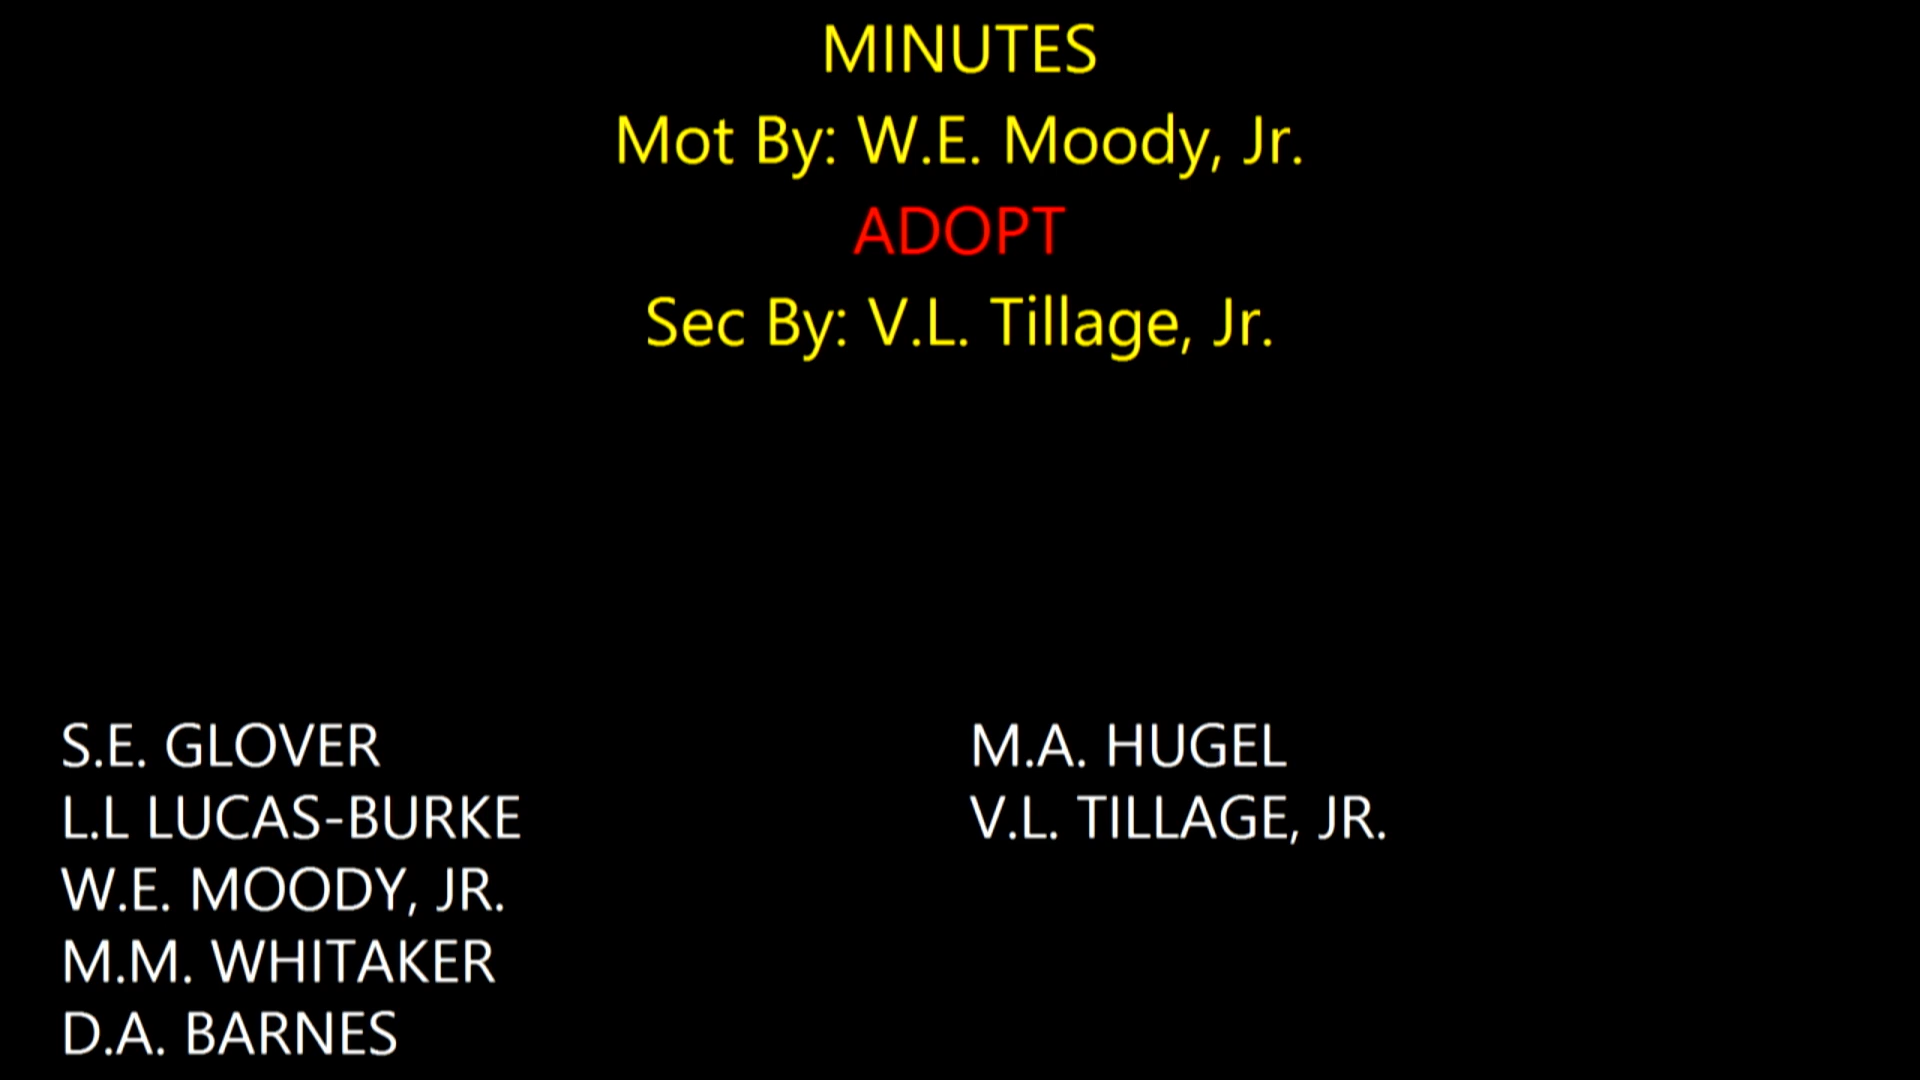 MINUTES
Mot By: W.E. Moody, Jr.
ADOPT
Sec By: V.L. Tillage, Jr.
S.E. GLOVER
L.L LUCAS-BURKE
W.E. MOODY, JR.
M.M. WHITAKER
D.A. BARNES
M.A. HUGEL
V.L. TILLAGE, JR.